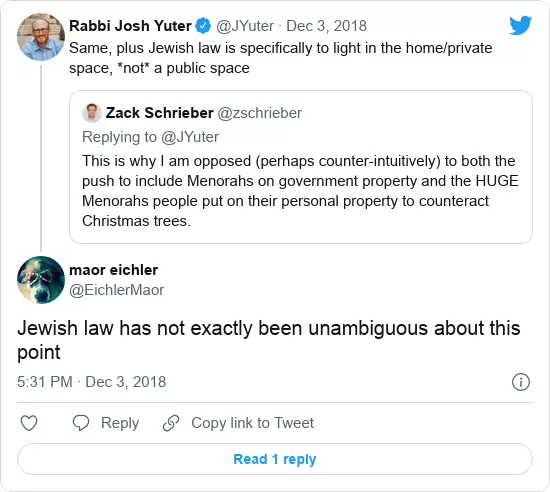 Rabbi Josh Yuter @JYuter · Dec 3, 2018
Same, plus Jewish law is specifically to light in the home/private
space, *not* a public space
Zack Schrieber @zschrieber
Replying to @JYuter
This is why I am opposed (perhaps counter-intuitively) to both the
push to include Menorahs on government property and the HUGE
Menorahs people put on their personal property to counteract
Christmas trees.
maor eichler
@EichlerMaor
Jewish law has not exactly been unambiguous about this
point
5:31 PM · Dec 3, 2018
Reply Copy link to Tweet
Read 1 reply